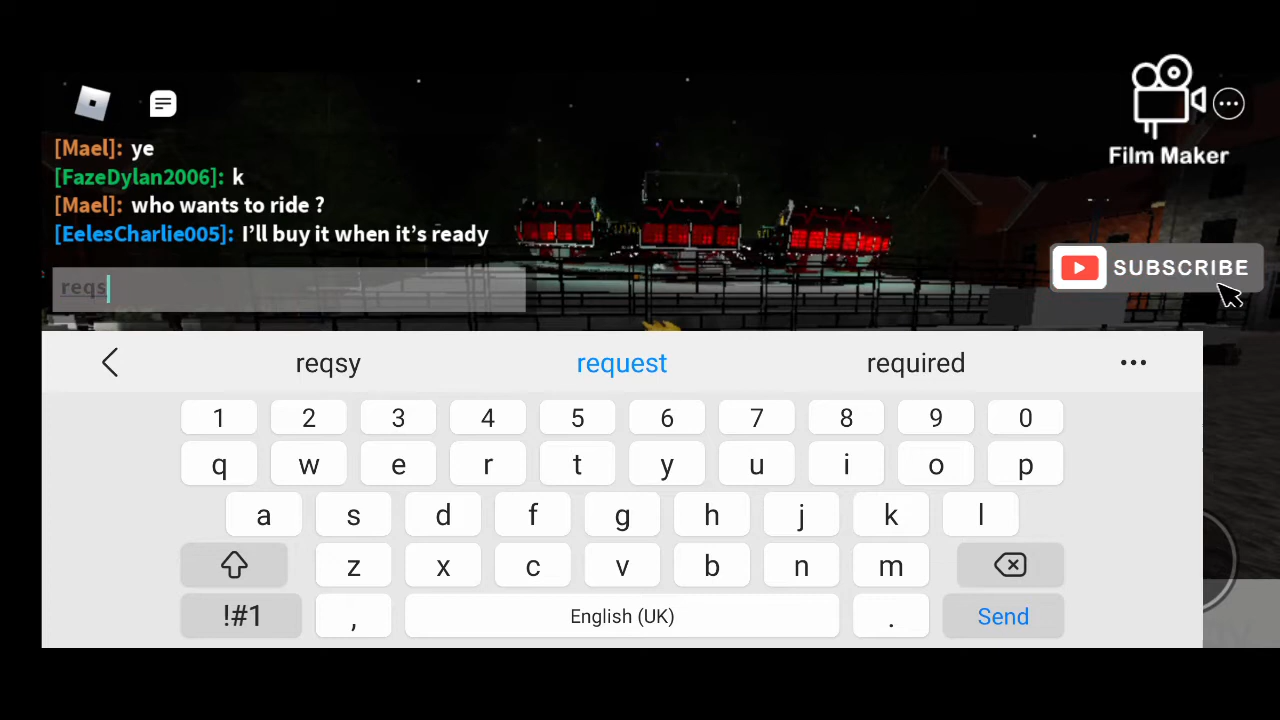 [Mael]: ye
[FazeDylan2006]: k
[Mael]: who wants to ride ?
[EelesCharlie005]: I’ll buy it when it’s ready
Film Maker
SUBSCRIBE
reqs
reqsy request required
1 2 3 4 5 6 7 8 9 0
q w e r t y u i o p
a s d f g h j k l
z x c v b n m
!#1 , English (UK) . Send